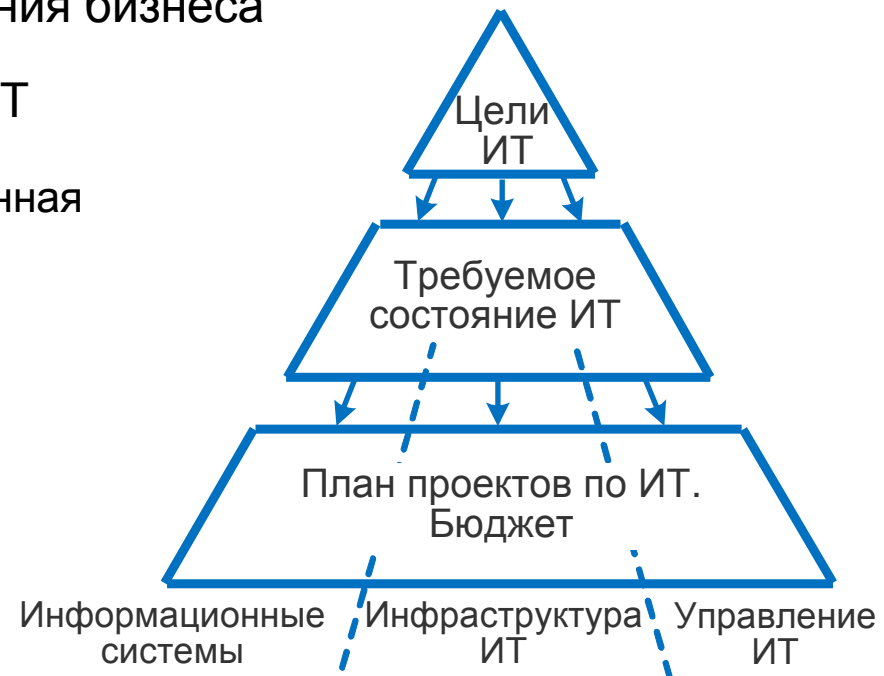 ния бизнеса
Т
нная
Цели
ИТ
Требуемое
состояние ИТ
План проектов по ИТ.
Бюджет
Информационные
системы
Инфраструктура
ИТ
Управление
ИТ